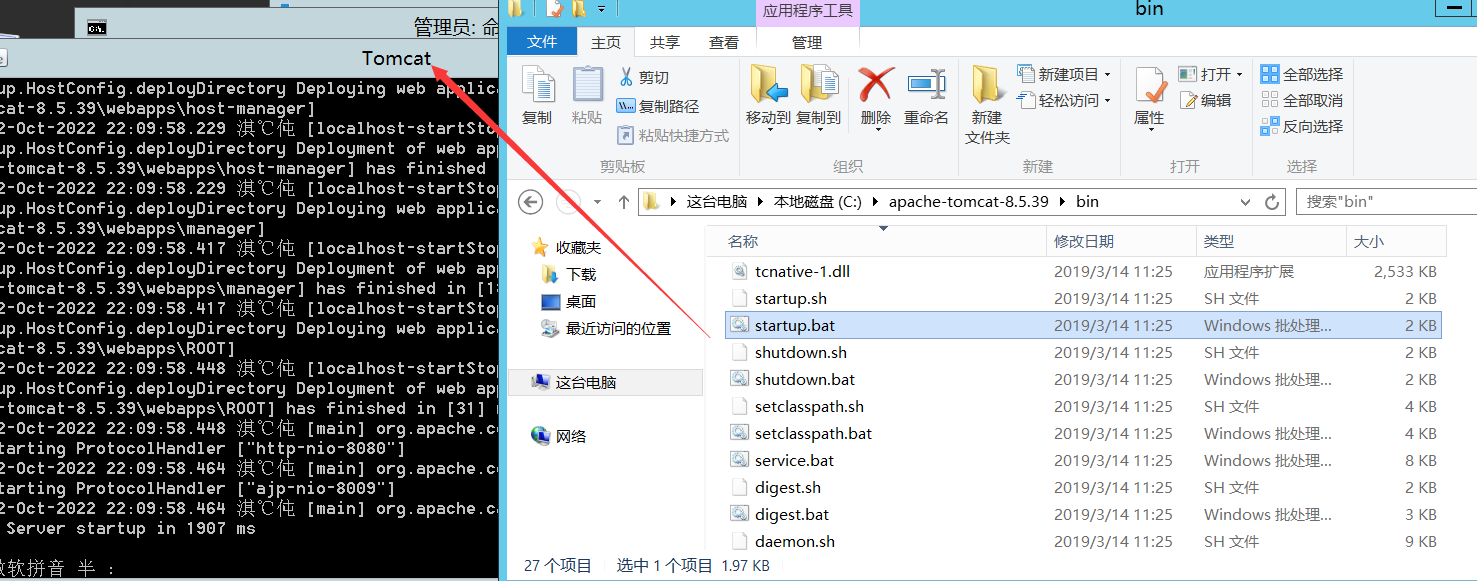 管理员: 命
Tomcat
up.HostConfig.deployDirectory Deploying web applic
cat-8.5.39\webapps\host-manager]
2-Oct-2022 22:09:58.229 淇℃伅 [localhost-startSto
up.HostConfig.deployDirectory Deployment of web ap
-tomcat-8.5.39\webapps\host-manager] has finished
2-Oct-2022 22:09:58.229 淇℃伅 [localhost-startSto
up.HostConfig.deployDirectory Deploying web applic
cat-8.5.39\webapps\manager]
2-Oct-2022 22:09:58.417 淇℃伅 [localhost-startSto
up.HostConfig.deployDirectory Deployment of web ap
-tomcat-8.5.39\webapps\manager] has finished in [1
2-Oct-2022 22:09:58.417 淇℃伅 [localhost-startSto
up.HostConfig.deployDirectory Deploying web applic
cat-8.5.39\webapps\ROOT]
2-Oct-2022 22:09:58.448 淇℃伅 [localhost-startSto
up.HostConfig.deployDirectory Deployment of web ap
-tomcat-8.5.39\webapps\ROOT] has finished in [31]
2-Oct-2022 22:09:58.448 淇℃伅 [main] org.apache.c
tarting ProtocolHandler ["http-nio-8080"]
2-Oct-2022 22:09:58.464 淇℃伅 [main] org.apache.c
tarting ProtocolHandler ["ajp-nio-8009"]
2-Oct-2022 22:09:58.464 淇℃伅 [main] org.apache.c
Server startup in 1907 ms
软拼音 半 :
应用程序工具
bin
文件 主页 共享 查看 管理
复制
粘贴
剪切
复制路径
粘贴快捷方式
剪贴板
移动到 复制到 删除 重命名
组织
新建
文件夹
新建项目
轻松访问
新建
属性
打开
编辑
打开
全部选择
全部取消
反向选择
选择
这台电脑 本地磁盘 (C:) apache-tomcat-8.5.39 bin
搜索"bin"
收藏夹
下载
桌面
最近访问的位置
这台电脑
网络
名称 修改日期 类型 大小
tcnative-1.dll 2019/3/14 11:25 应用程序扩展 2,533 KB
startup.sh 2019/3/14 11:25 SH 文件 2 KB
startup.bat 2019/3/14 11:25 Windows 批处理... 2 KB
shutdown.sh 2019/3/14 11:25 SH 文件 2 KB
shutdown.bat 2019/3/14 11:25 Windows 批处理... 2 KB
setclasspath.sh 2019/3/14 11:25 SH 文件 4 KB
setclasspath.bat 2019/3/14 11:25 Windows 批处理... 4 KB
service.bat 2019/3/14 11:25 Windows 批处理... 8 KB
digest.sh 2019/3/14 11:25 SH 文件 2 KB
digest.bat 2019/3/14 11:25 Windows 批处理... 3 KB
daemon.sh 2019/3/14 11:25 SH 文件 9 KB
27 个项目 选中 1 个项目 1.97 KB